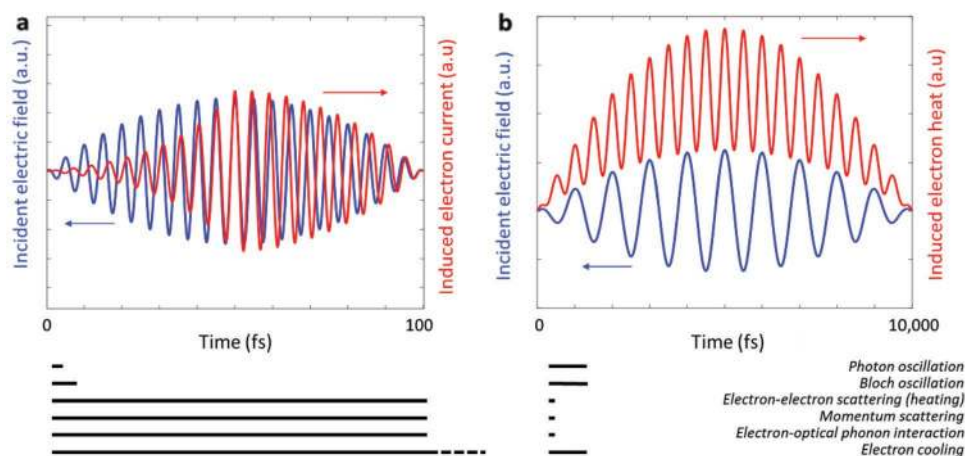 a
Incident electric field (a.u.)
Induced electron current (a.u)
0
100
Time (fs)
b
Incident electric field (a.u.)
Induced electron heat (a.u)
0
10,000
Time (fs)
Photon oscillation
Bloch oscillation
Electron-electron scattering (heating)
Momentum scattering
Electron-optical phonon interaction
Electron cooling